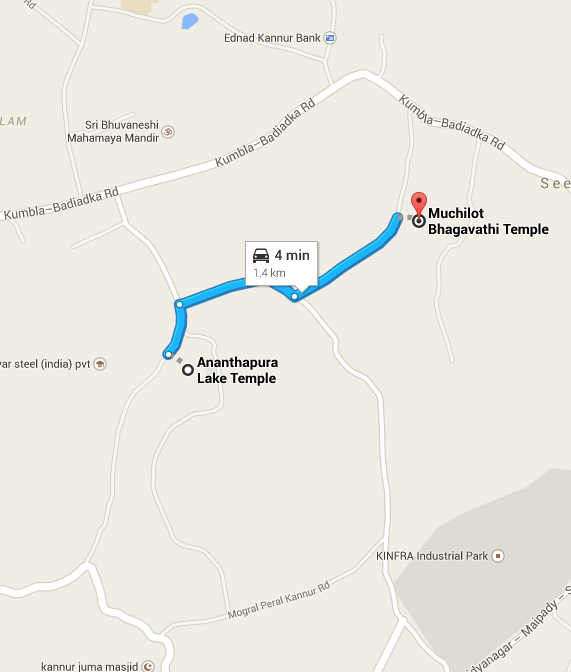 Ednad Kannur Bank
Kumbla-Badiadka Rd
Kumbla-Badiadka Rd
Kumbla-Badiadka Rd
LAM
Sri Bhuvaneshi
Mahamaya Mandir
See
Muchilot
Bhagavathi Temple
4 min
1.4 km
var steel (india) pvt
Ananthapura
Lake Temple
KINFRA Industrial Park
Mogral Peral Kannur Rd
idyanagar - Maipady - S
kannur juma masjid